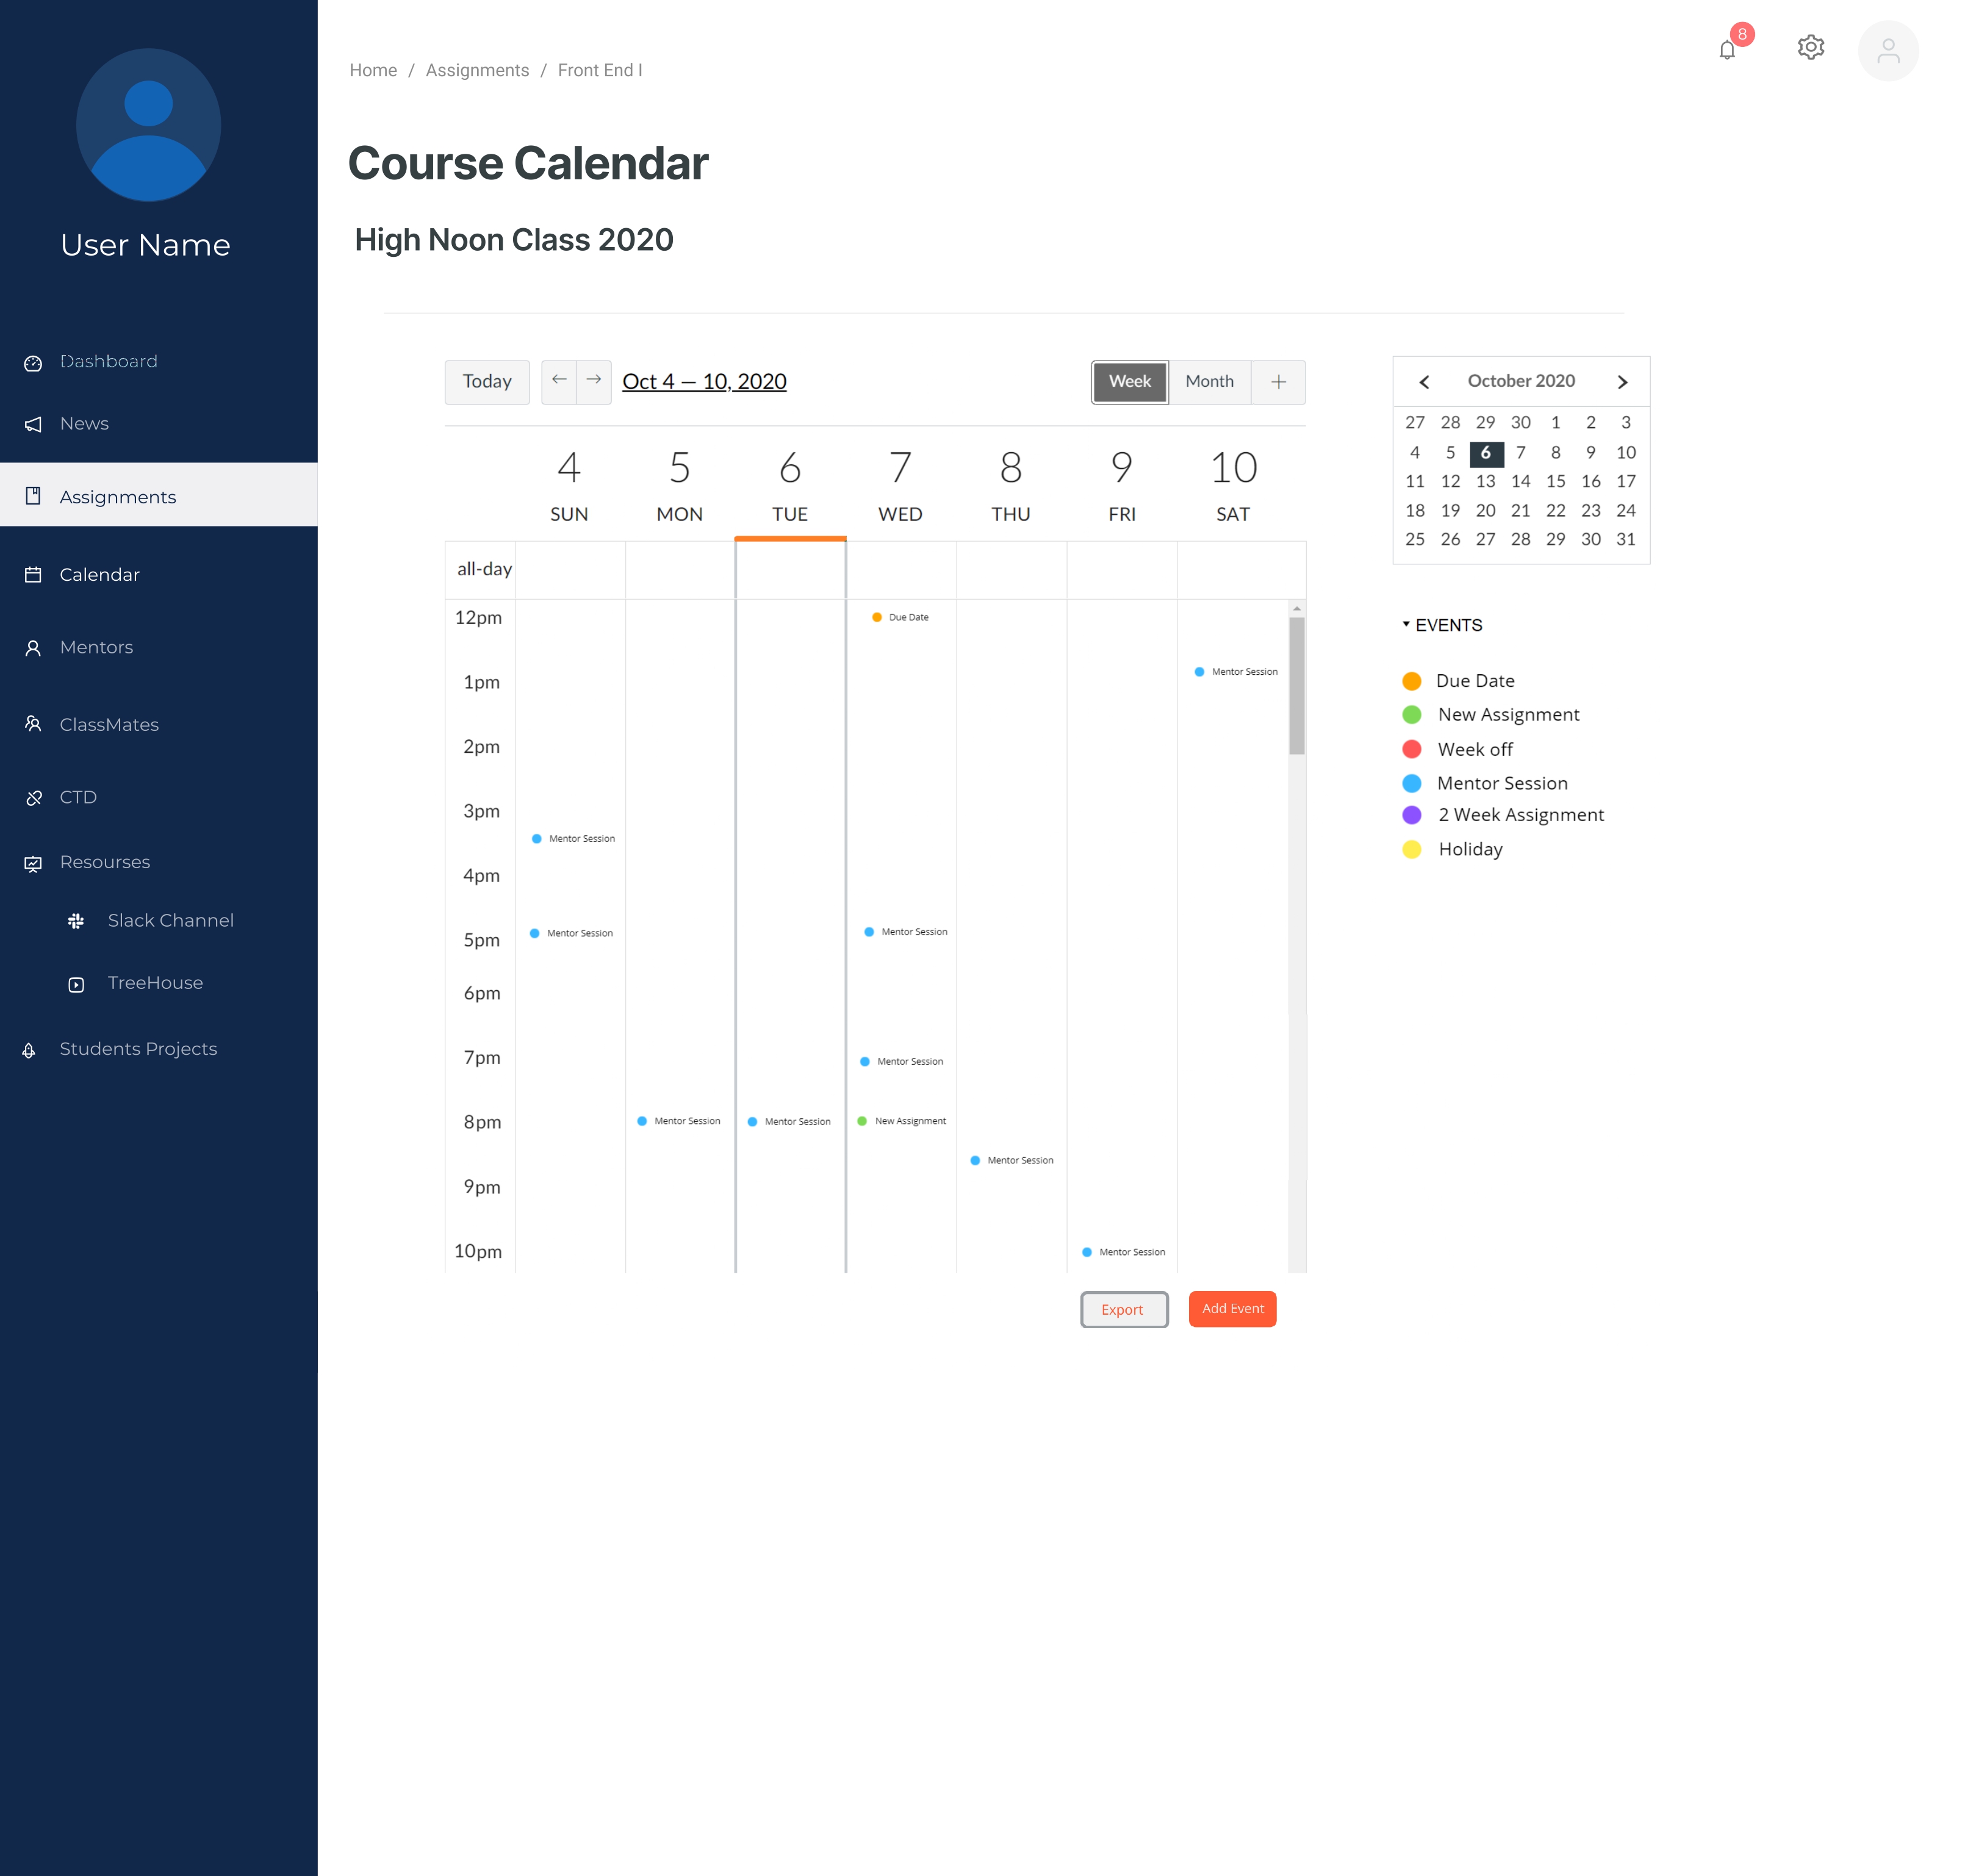 User Name
Dashboard
News
Assignments
Calendar
Mentors
ClassMates
CTD
Resourses
Slack Channel
TreeHouse
Students Projects
8
Home / Assignments / Front End I
Course Calendar
High Noon Class 2020
Today ← → Oct 4 – 10, 2020 Week Month +
4 5 6 7 8 9 10
SUN MON TUE WED THU FRI SAT
all-day
12pm Due Date
Mentor Session
1pm
2pm
3pm
Mentor Session
4pm
Mentor Session Mentor Session
5pm
6pm
7pm Mentor Session
8pm Mentor Session Mentor Session New Assignment
Mentor Session
9pm
10pm Mentor Session
Export Add Event
October 2020
27 28 29 30 1 2 3
4 5 6 7 8 9 10
11 12 13 14 15 16 17
18 19 20 21 22 23 24
25 26 27 28 29 30 31
EVENTS
Due Date
New Assignment
Week off
Mentor Session
2 Week Assignment
Holiday